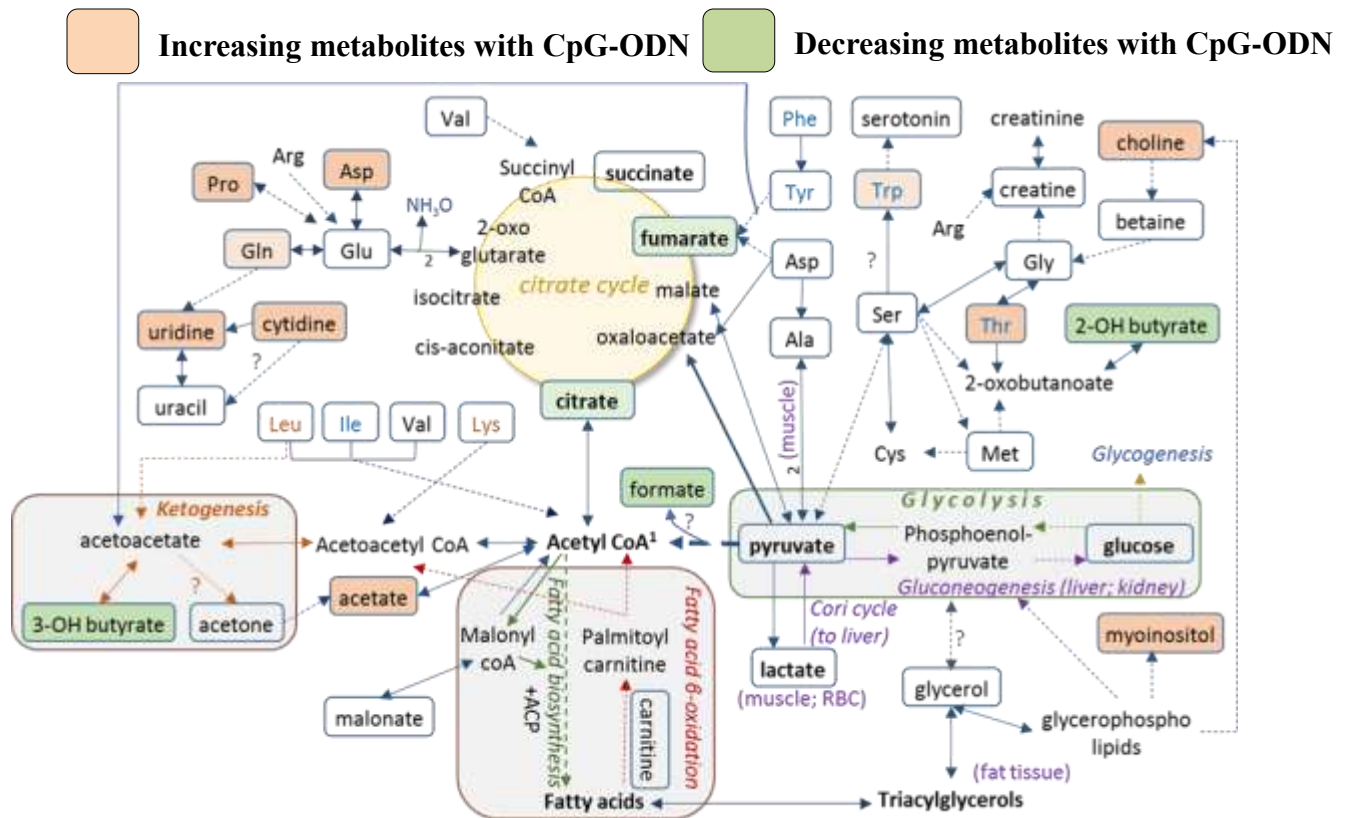 Increasing metabolites with CpG-ODN
Decreasing metabolites with CpG-ODN
Val
Succinyl
CoA
succinate
Phe
serotonin
creatinine
choline
Arg
Pro
Asp
NH₃O
2-oxo
glutarate
2
fumarate
Tyr
Trp
creatine
betaine
Arg
Gln
Glu
isocitrate
citrate cycle
malate
Asp
?
Gly
uridine
cytidine
?
cis-aconitate
oxaloacetate
Ala
Ser
Thr
2-OH butyrate
uracil
citrate
2 (muscle)
2-oxobutanoate
Leu
Ile
Val
Lys
Cys
Met
Glycogenesis
formate
?
Glycolysis
Ketogenesis
acetoacetate
Acetoacetyl CoA
Acetyl CoA¹
pyruvate
Phosphoenol-
pyruvate
glucose
Gluconeogenesis (liver; kidney)
?
3-OH butyrate
acetone
acetate
Fatty acid biosynthesis
+ACP
Fatty acid β-oxidation
Malonyl
coA
Palmitoyl
carnitine
carnitine
Cori cycle
(to liver)
?
myoinositol
malonate
lactate
(muscle; RBC)
glycerol
glycerophospho
lipids
(fat tissue)
Fatty acids
Triacylglycerols